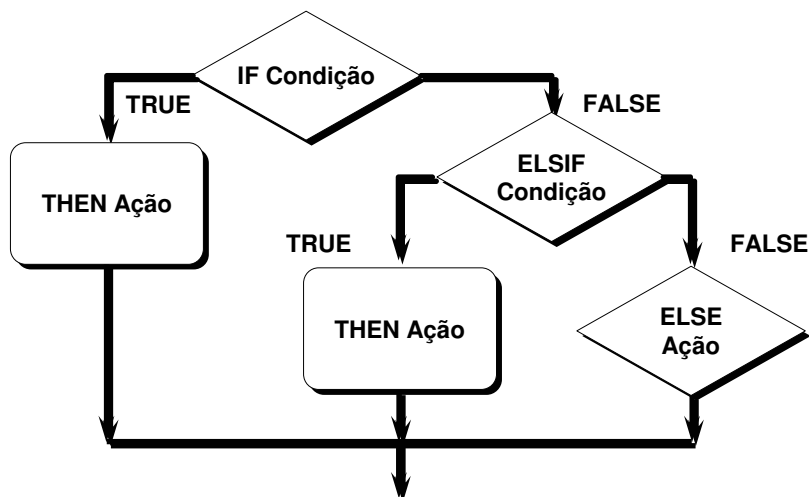 IF Condição
TRUE
FALSE
THEN Ação
ELSIF
Condição
TRUE
FALSE
THEN Ação
ELSE
Ação